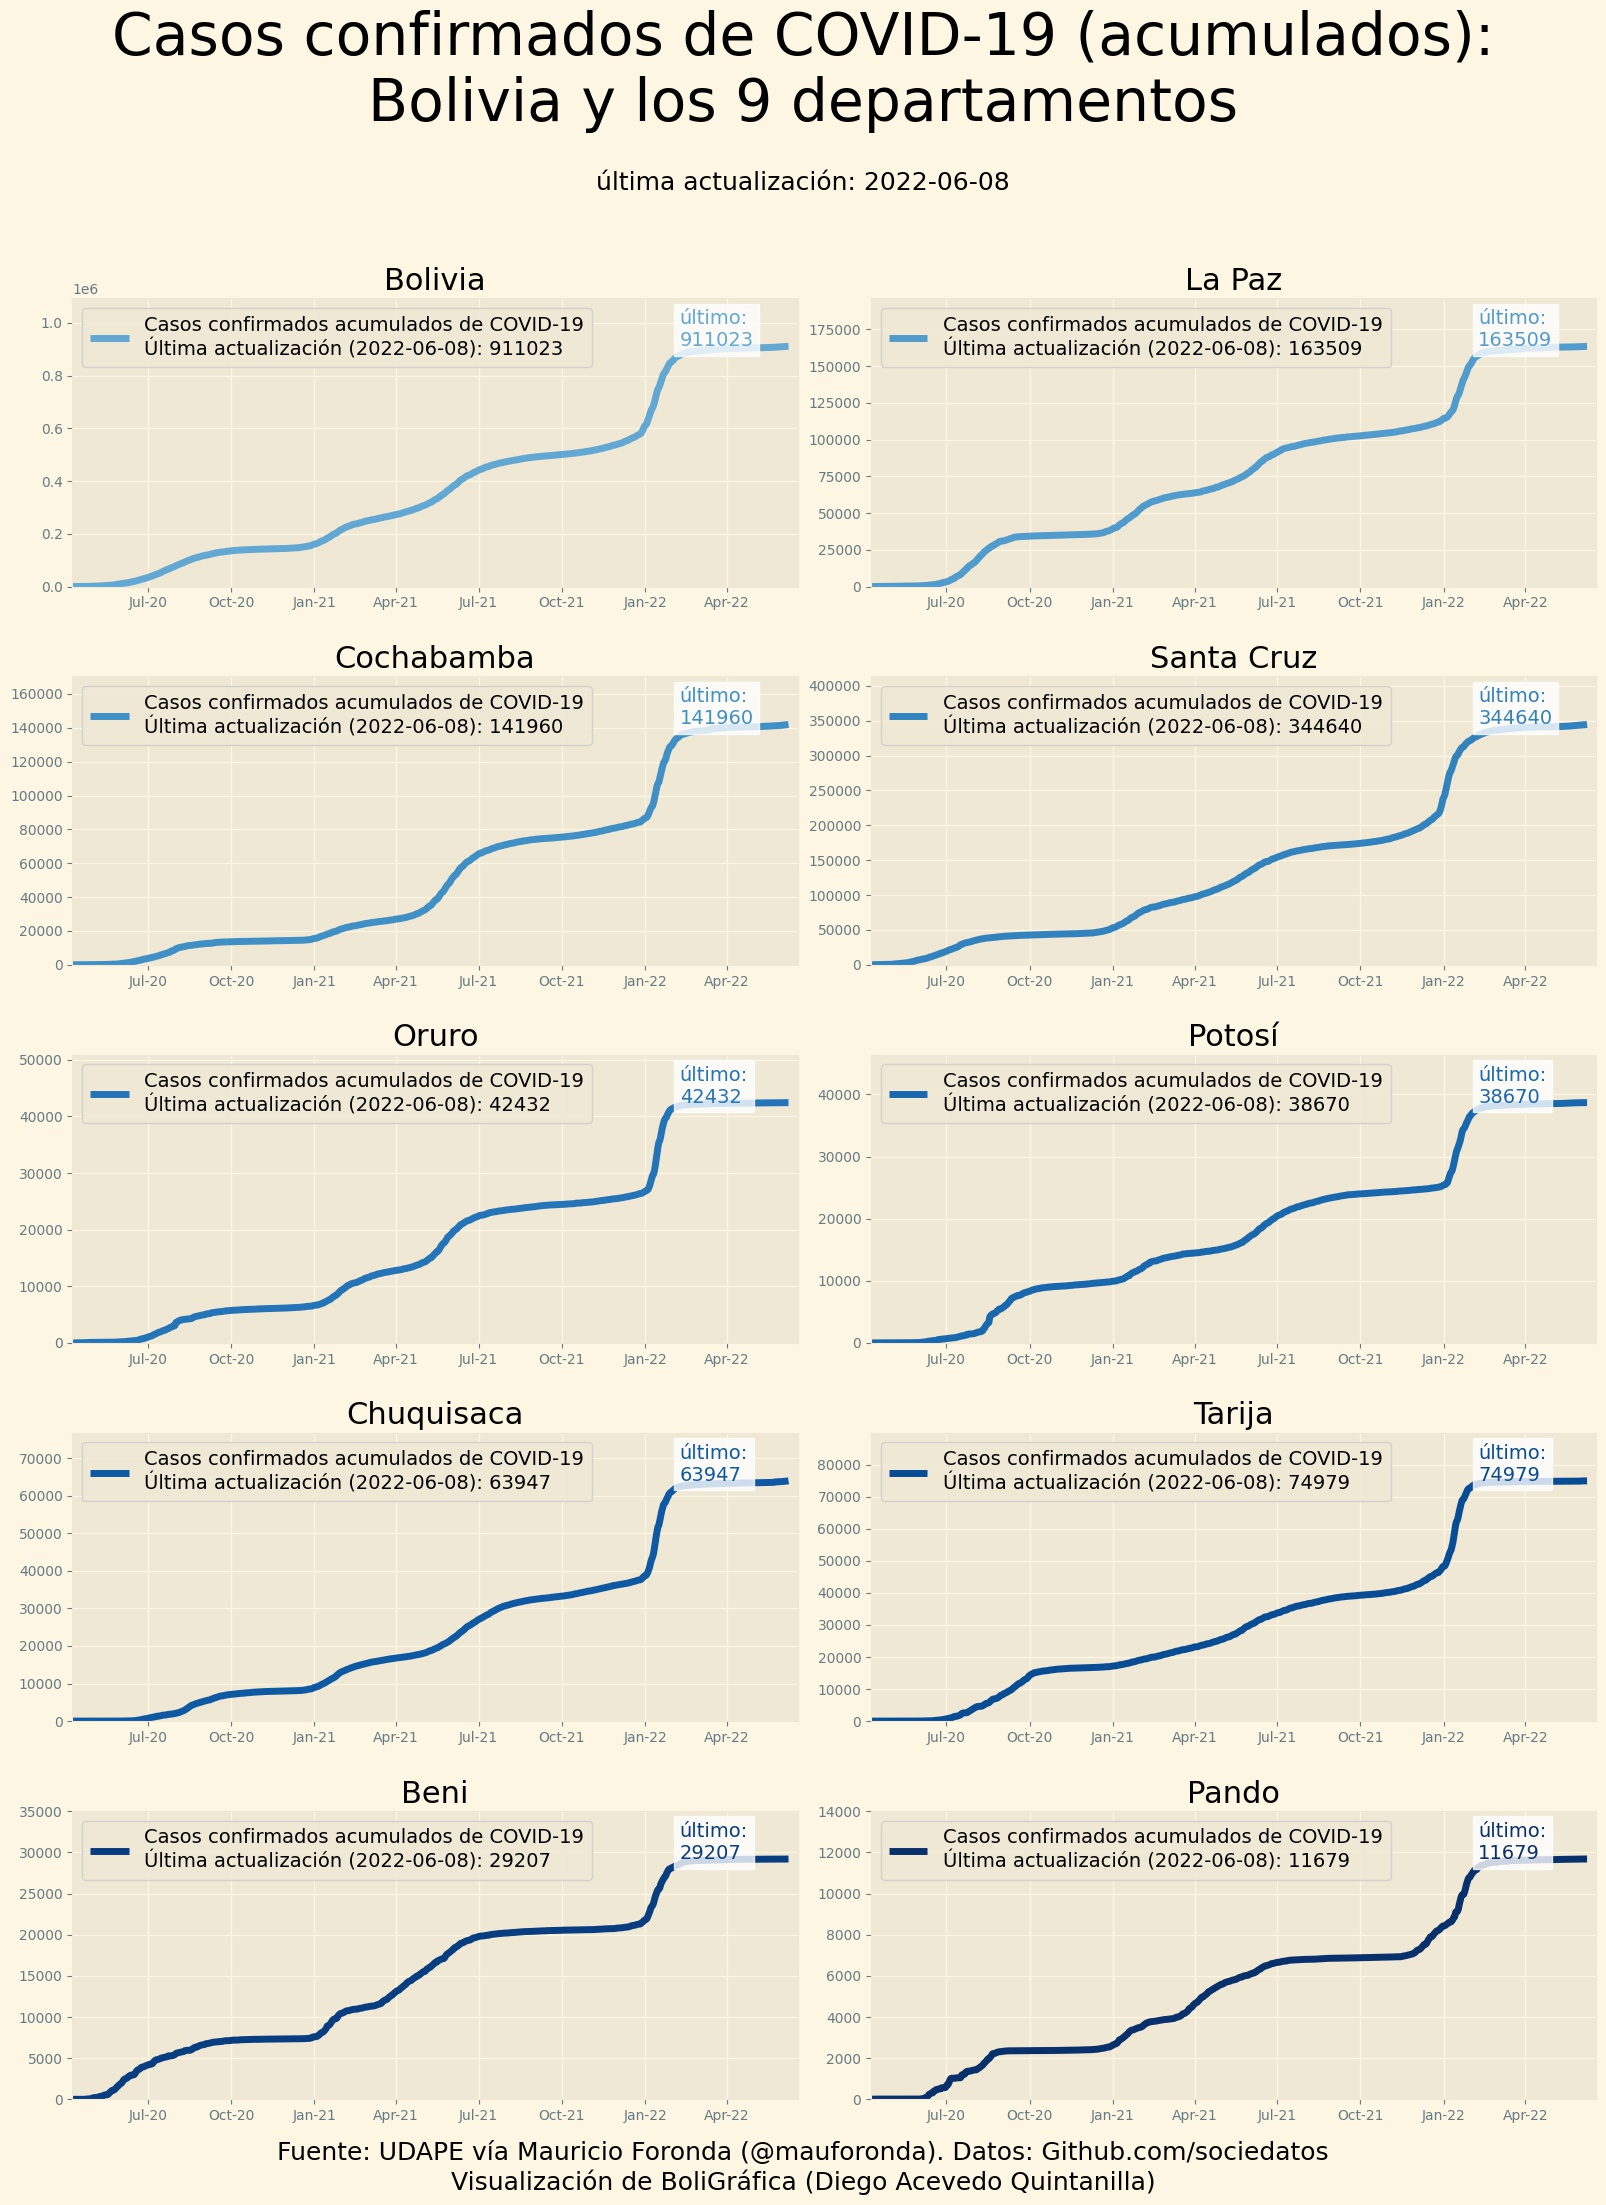 Casos confirmados de COVID-19 (acumulados):
Bolivia y los 9 departamentos
última actualización: 2022-06-08
Bolivia
1e6
Casos confirmados acumulados de COVID-19
Última actualización (2022-06-08): 911023
último:
911023
1.0
0.8
0.6
0.4
0.2
0.0
Jul-20 Oct-20 Jan-21 Apr-21 Jul-21 Oct-21 Jan-22 Apr-22
La Paz
Casos confirmados acumulados de COVID-19
Última actualización (2022-06-08): 163509
último:
163509
175000
150000
125000
100000
75000
50000
25000
0
Jul-20 Oct-20 Jan-21 Apr-21 Jul-21 Oct-21 Jan-22 Apr-22
Cochabamba
Casos confirmados acumulados de COVID-19
Última actualización (2022-06-08): 141960
último:
141960
160000
140000
120000
100000
80000
60000
40000
20000
0
Jul-20 Oct-20 Jan-21 Apr-21 Jul-21 Oct-21 Jan-22 Apr-22
Santa Cruz
Casos confirmados acumulados de COVID-19
Última actualización (2022-06-08): 344640
último:
344640
400000
350000
300000
250000
200000
150000
100000
50000
0
Jul-20 Oct-20 Jan-21 Apr-21 Jul-21 Oct-21 Jan-22 Apr-22
Oruro
Casos confirmados acumulados de COVID-19
Última actualización (2022-06-08): 42432
último:
42432
50000
40000
30000
20000
10000
0
Jul-20 Oct-20 Jan-21 Apr-21 Jul-21 Oct-21 Jan-22 Apr-22
Potosí
Casos confirmados acumulados de COVID-19
Última actualización (2022-06-08): 38670
último:
38670
40000
30000
20000
10000
0
Jul-20 Oct-20 Jan-21 Apr-21 Jul-21 Oct-21 Jan-22 Apr-22
Chuquisaca
Casos confirmados acumulados de COVID-19
Última actualización (2022-06-08): 63947
último:
63947
70000
60000
50000
40000
30000
20000
10000
0
Jul-20 Oct-20 Jan-21 Apr-21 Jul-21 Oct-21 Jan-22 Apr-22
Tarija
Casos confirmados acumulados de COVID-19
Última actualización (2022-06-08): 74979
último:
74979
80000
70000
60000
50000
40000
30000
20000
10000
0
Jul-20 Oct-20 Jan-21 Apr-21 Jul-21 Oct-21 Jan-22 Apr-22
Beni
Casos confirmados acumulados de COVID-19
Última actualización (2022-06-08): 29207
último:
29207
35000
30000
25000
20000
15000
10000
5000
0
Jul-20 Oct-20 Jan-21 Apr-21 Jul-21 Oct-21 Jan-22 Apr-22
Pando
Casos confirmados acumulados de COVID-19
Última actualización (2022-06-08): 11679
último:
11679
14000
12000
10000
8000
6000
4000
2000
0
Jul-20 Oct-20 Jan-21 Apr-21 Jul-21 Oct-21 Jan-22 Apr-22
Fuente: UDAPE vía Mauricio Foronda (@mauforonda). Datos: Github.com/sociedatos
Visualización de BoliGráfica (Diego Acevedo Quintanilla)